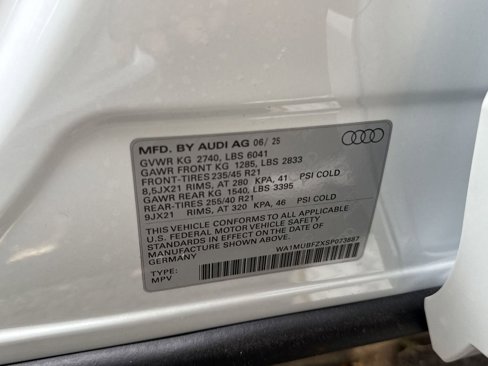 MFD. BY AUDI AG 06/ 25
GVWR KG 2740, LBS 6041
GAWR FRONT KG 1285, LBS 2833
FRONT-TIRES 235/45 R21
8,5JX21 RIMS, AT 280 KPA, 41 PSI COLD
GAWR REAR KG 1540, LBS 3395
REAR-TIRES 255/40 R21
9JX21 RIMS, AT 320 KPA, 46 PSI COLD
THIS VEHICLE CONFORMS TO ALL APPLICABLE
U.S. FEDERAL MOTOR VEHICLE SAFETY
STANDARDS IN EFFECT ON THE DATE OF
MANUFACTURE SHOWN ABOVE.
GERMANY
WA1MUBFZXSP073887
TYPE:
MPV